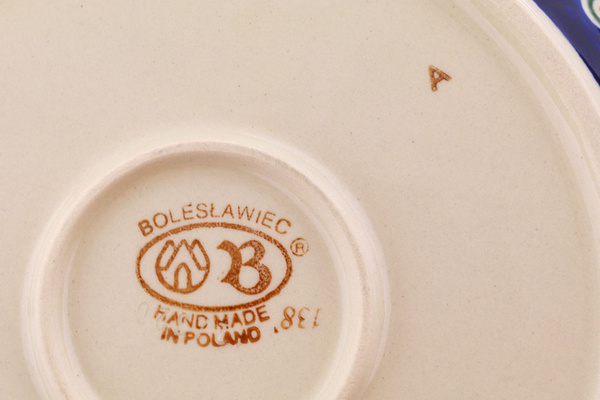 A
BOLESŁAWIEC ®
B
HAND MADE
IN POLAND
138